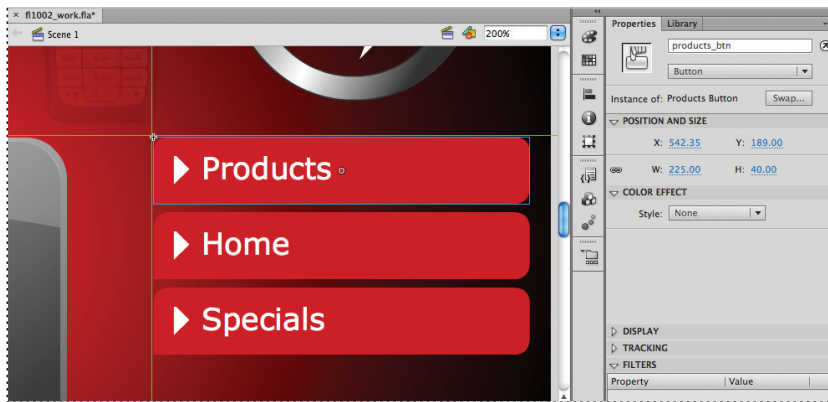 fl1002_work.fla*
Scene 1
200%
Products
Home
Specials
Properties Library
products_btn
Button
Instance of: Products Button Swap...
POSITION AND SIZE
X: 542.35 Y: 189.00
W: 225.00 H: 40.00
COLOR EFFECT
Style: None
DISPLAY
TRACKING
FILTERS
Property Value